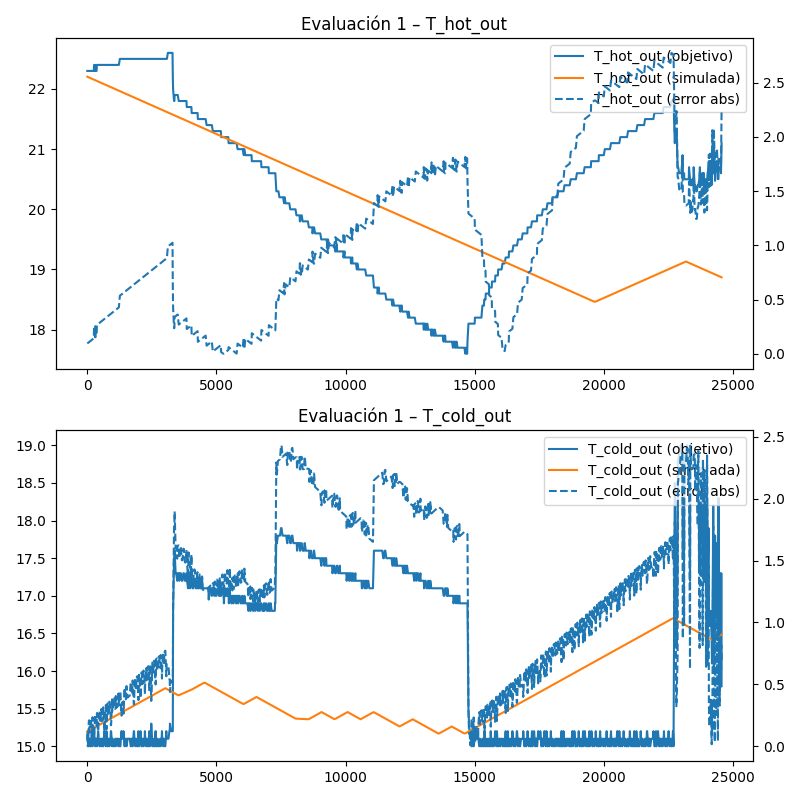 Evaluación 1 – T_hot_out
T_hot_out (objetivo)
T_hot_out (simulada)
T_hot_out (error abs)
22
21
20
19
18
2.5
2.0
1.5
1.0
0.5
0.0
0 5000 10000 15000 20000 25000
Evaluación 1 – T_cold_out
T_cold_out (objetivo)
T_cold_out (simulada)
T_cold_out (error abs)
19.0
18.5
18.0
17.5
17.0
16.5
16.0
15.5
15.0
2.5
2.0
1.5
1.0
0.5
0.0
0 5000 10000 15000 20000 25000